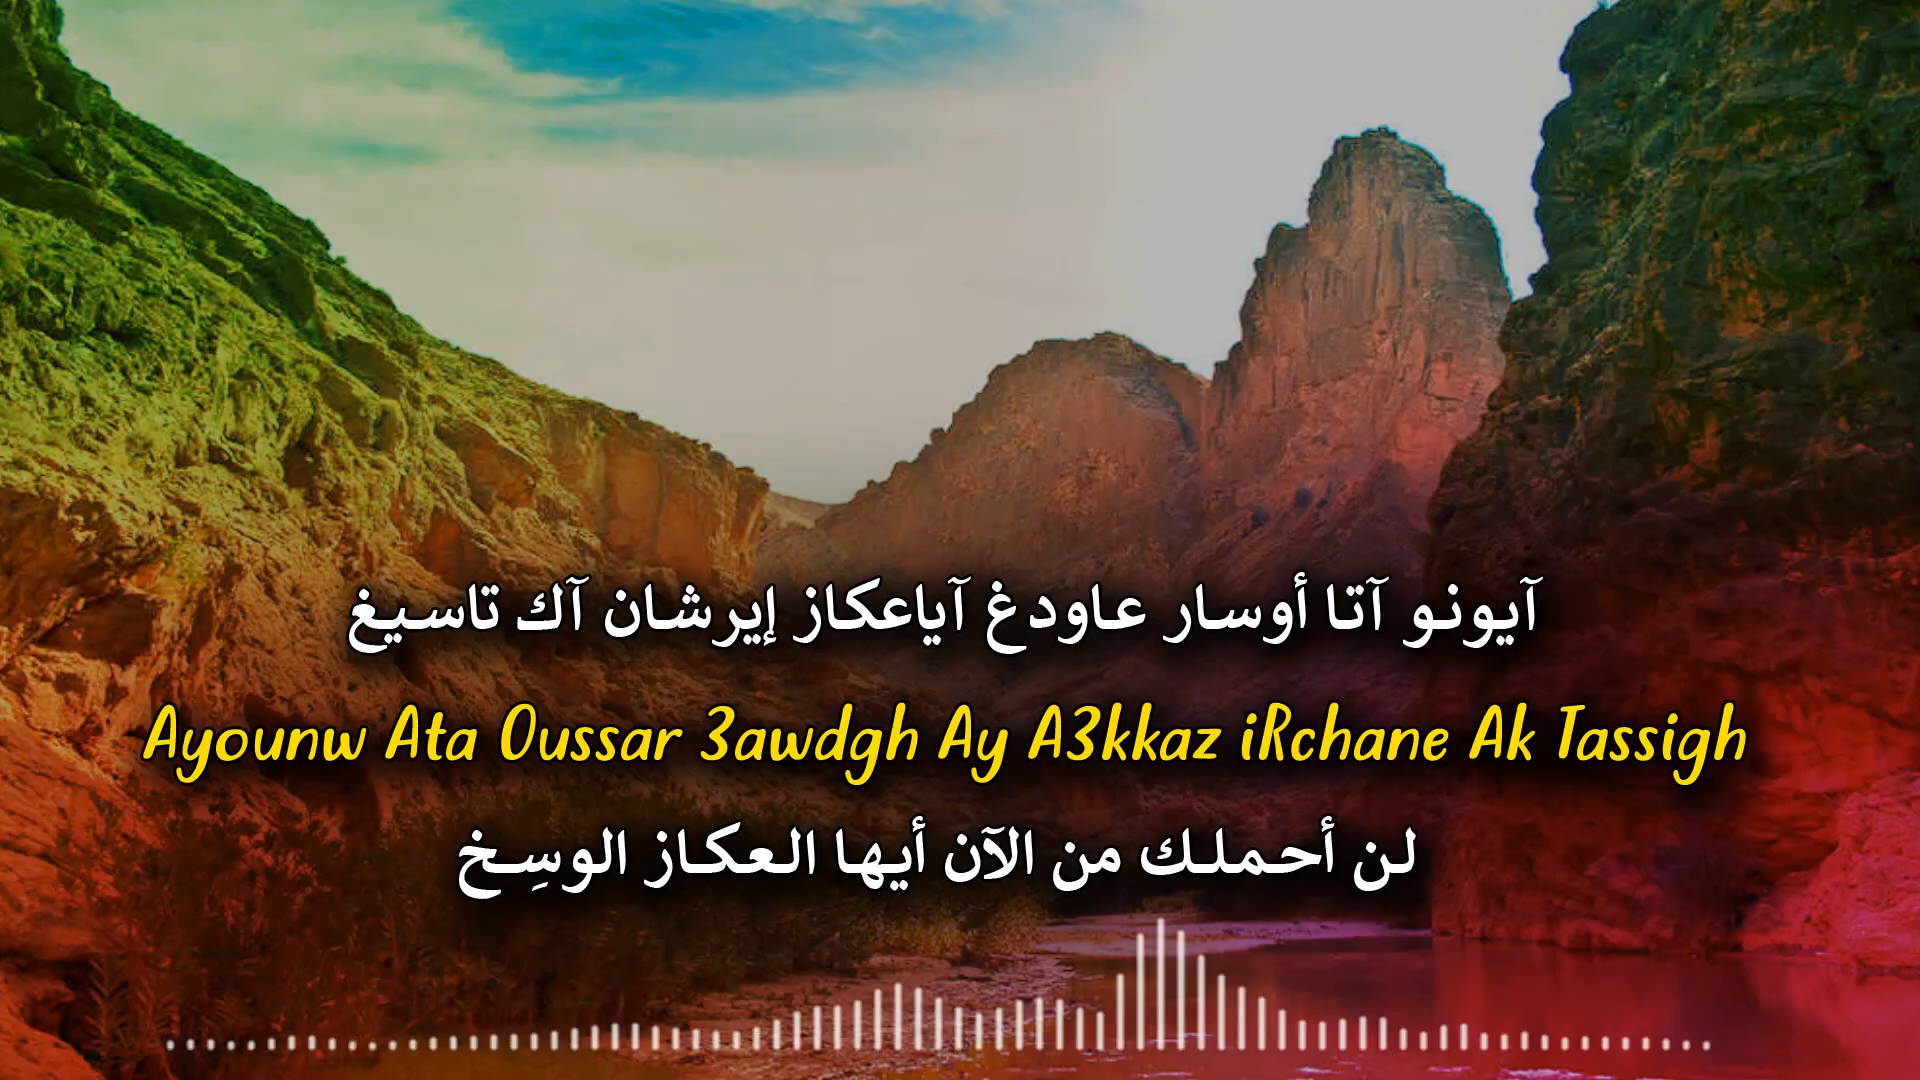 آيونو آتا أوسار عاودغ آياعكاز إيرشان آك تاسيغ
Ayounw Ata Oussar 3awdgh Ay A3kkaz iRchane Ak Tassigh
لن أحملك من الآن أيها العكاز الوسِخ